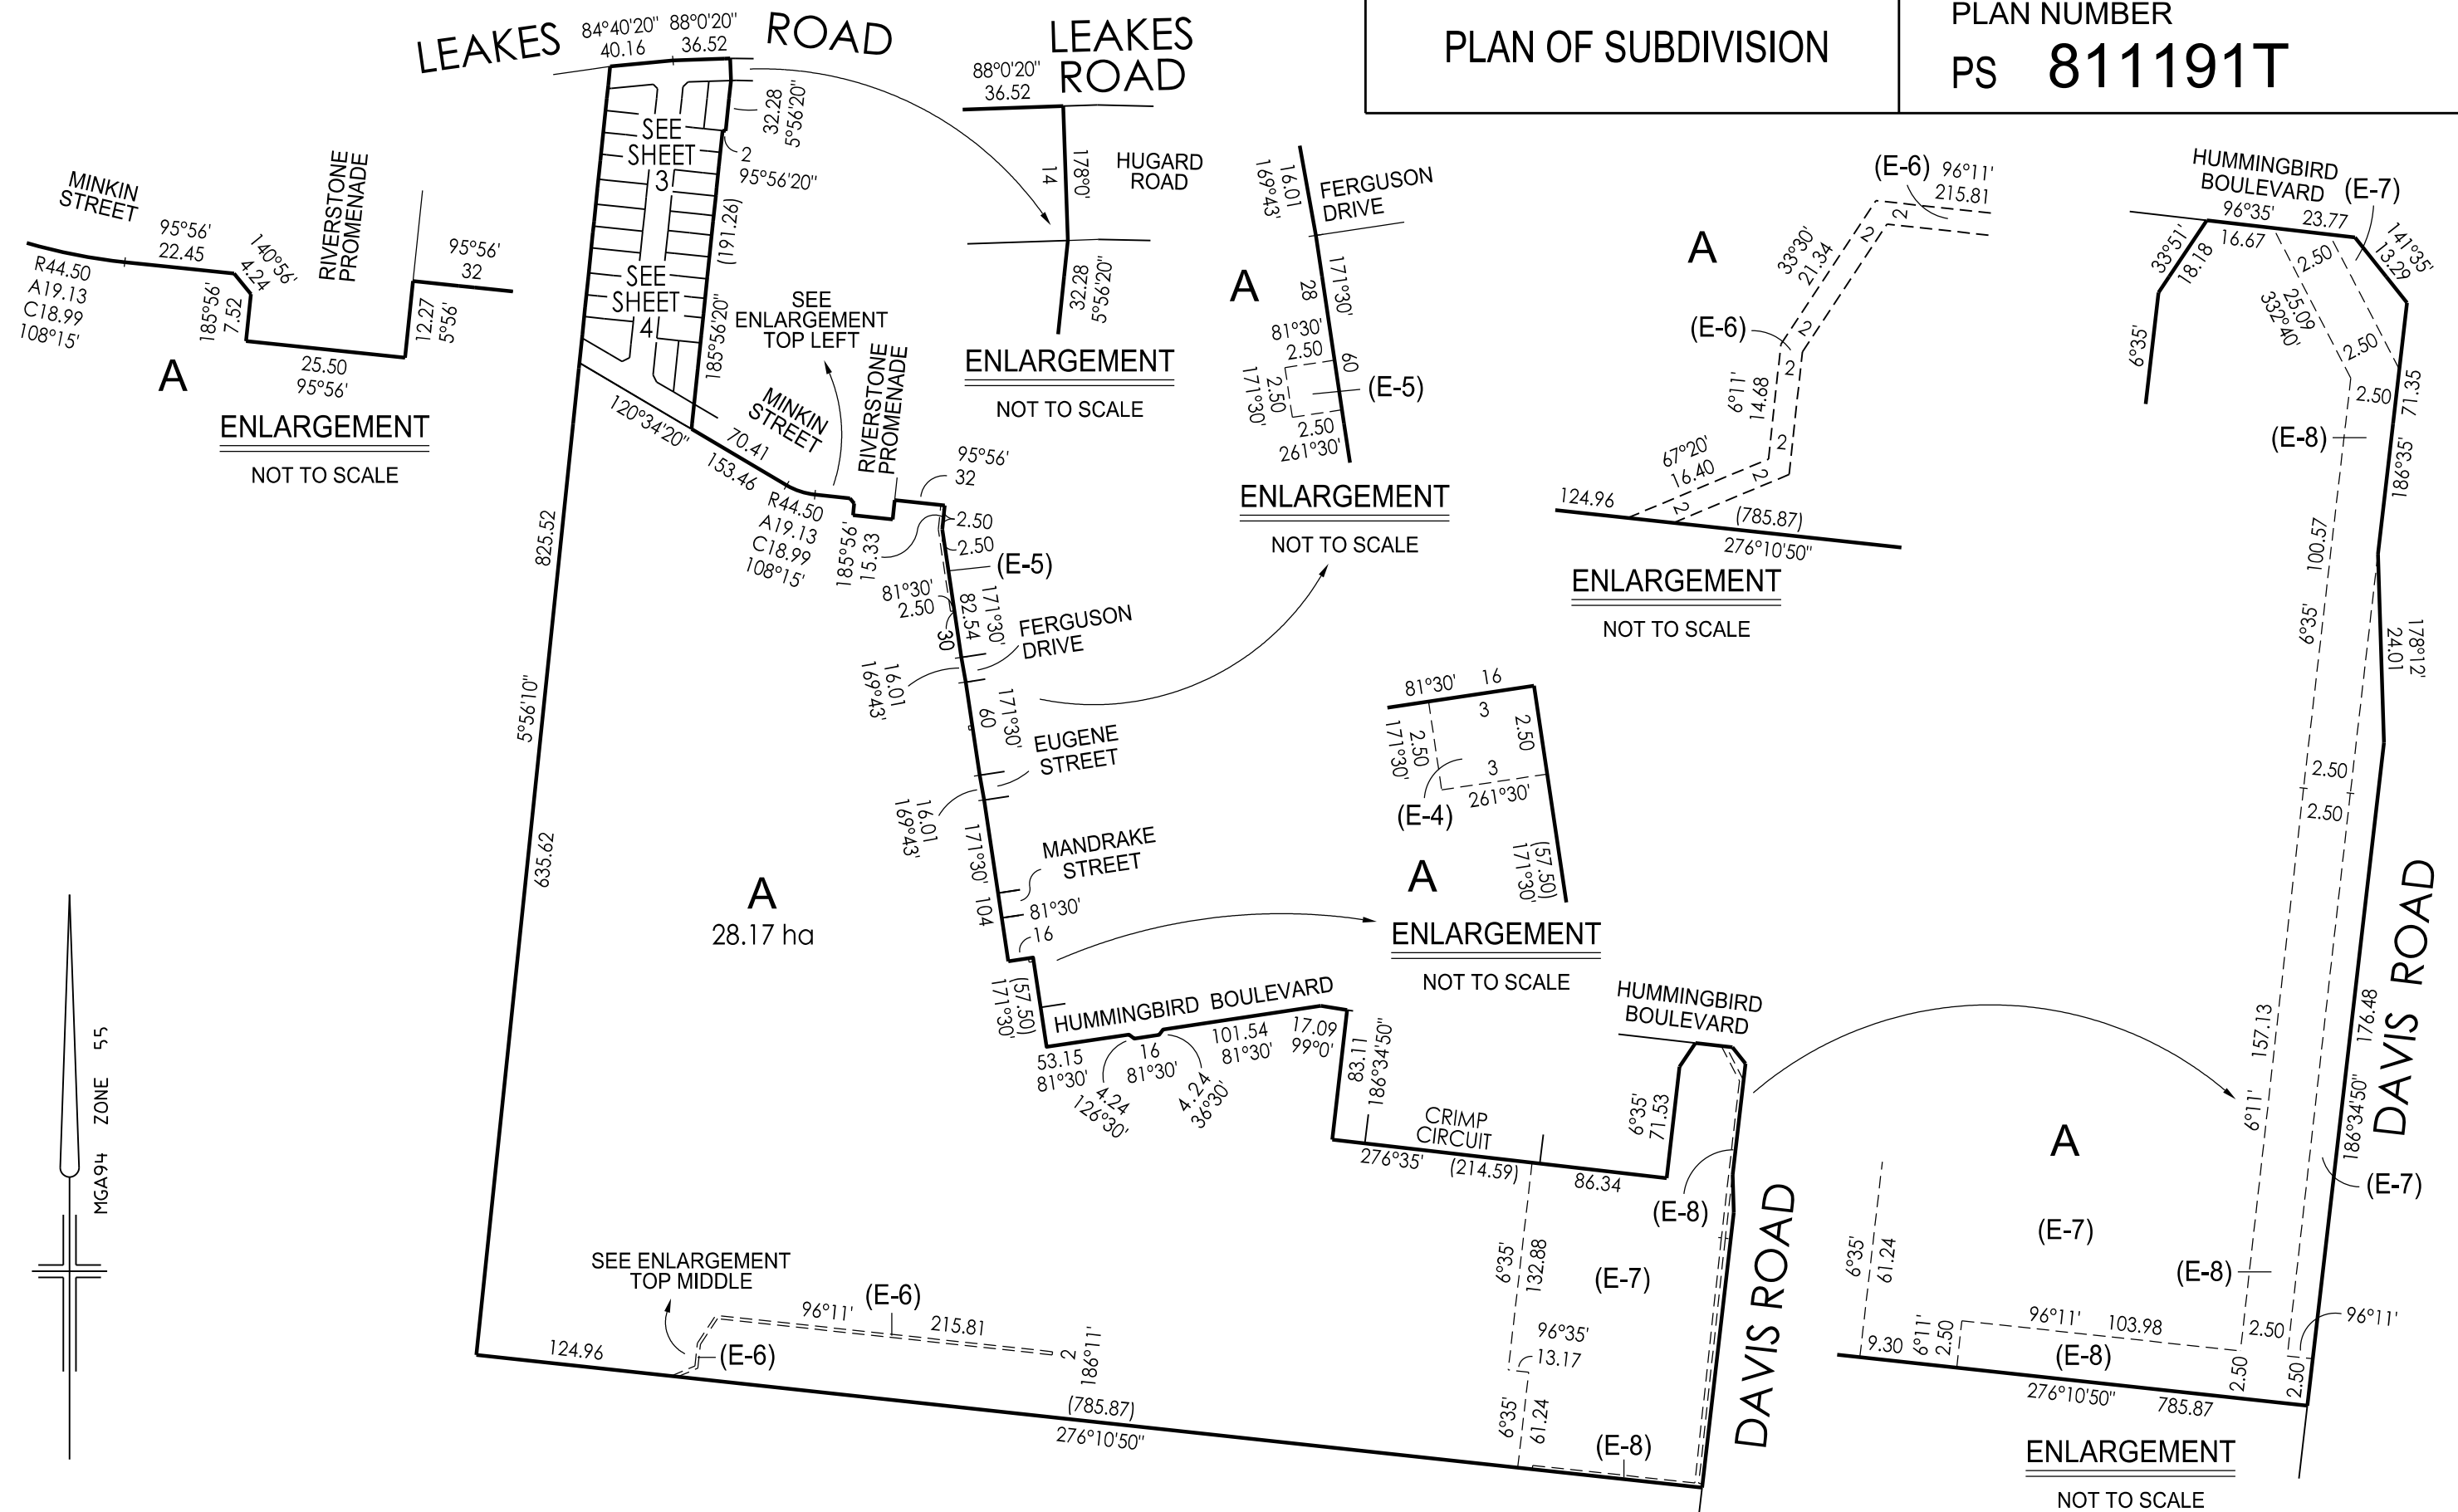 PLAN OF SUBDIVISION
PLAN NUMBER
PS 811191T
LEAKES ROAD
84°40'20"
40.16
88°0'20"
36.52
SEE
SHEET
3
SEE
SHEET
4
32.28
5°56'20"
2
95°56'20"
(191.26)
185°56'20"
MINKIN
STREET
RIVERSTONE
PROMENADE
95°56'
22.45
140°56'
4.24
95°56'
32
R44.50
A19.13
C18.99
108°15'
185°56'
7.52
12.27
5°56'
25.50
95°56'
A
ENLARGEMENT
NOT TO SCALE
LEAKES
ROAD
88°0'20"
36.52
178°0'
14
HUGARD
ROAD
32.28
5°56'20"
ENLARGEMENT
NOT TO SCALE
16.01
169°43'
FERGUSON
DRIVE
A
171°30'
28
60
81°30'
2.50
2.50
171°30'
(E-5)
2.50
261°30'
ENLARGEMENT
NOT TO SCALE
A
(E-6)
96°11'
215.81
2
33°30'
21.34
2
(E-6)
2
2
6°11'
14.68
67°20'
16.40
2
2
2
124.96
(785.87)
276°10'50"
ENLARGEMENT
NOT TO SCALE
HUMMINGBIRD
BOULEVARD
(E-7)
96°35'
23.77
16.67
33°51'
18.18
141°35'
13.29
2.50
25.09
332°40'
2.50
6°35'
2.50
71.35
186°35'
(E-8)
100.57
6°35'
178°12'
24.01
2.50
2.50
157.13
6°11'
176.48
186°34'50"
DAVIS ROAD
A
(E-7)
(E-7)
6°35'
61.24
(E-8)
96°11'
9.30
6°11'
2.50
96°11'
103.98
2.50
(E-8)
2.50
2.50
276°10'50"
785.87
ENLARGEMENT
NOT TO SCALE
SEE
ENLARGEMENT
TOP LEFT
MINKIN
STREET
RIVERSTONE
PROMENADE
120°34'20"
70.41
153.46
R44.50
A19.13
C18.99
108°15'
95°56'
32
185°56'
15.33
2.50
2.50
(E-5)
81°30'
2.50
30
171°30'
82.54
FERGUSON
DRIVE
16.01
169°43'
171°30'
60
EUGENE
STREET
16.01
169°43'
171°30'
104
MANDRAKE
STREET
81°30'
16
825.52
5°56'10"
635.62
A
28.17 ha
81°30'
16
3
2.50
2.50
171°30'
3
261°30'
(E-4)
A
(57.50)
171°30'
ENLARGEMENT
NOT TO SCALE
(57.50)
171°30'
HUMMINGBIRD BOULEVARD
53.15
81°30'
4.24
126°30'
16
81°30'
4.24
36°30'
101.54
81°30'
17.09
99°0'
83.11
186°34'50"
CRIMP
CIRCUIT
276°35'
(214.59)
86.34
HUMMINGBIRD
BOULEVARD
6°35'
71.53
(E-8)
DAVIS ROAD
6°35'
132.88
(E-7)
96°35'
13.17
6°35'
61.24
(E-8)
SEE ENLARGEMENT
TOP MIDDLE
96°11'
(E-6)
215.81
(E-6)
2
186°11'
124.96
(785.87)
276°10'50"
MGA94 ZONE 55